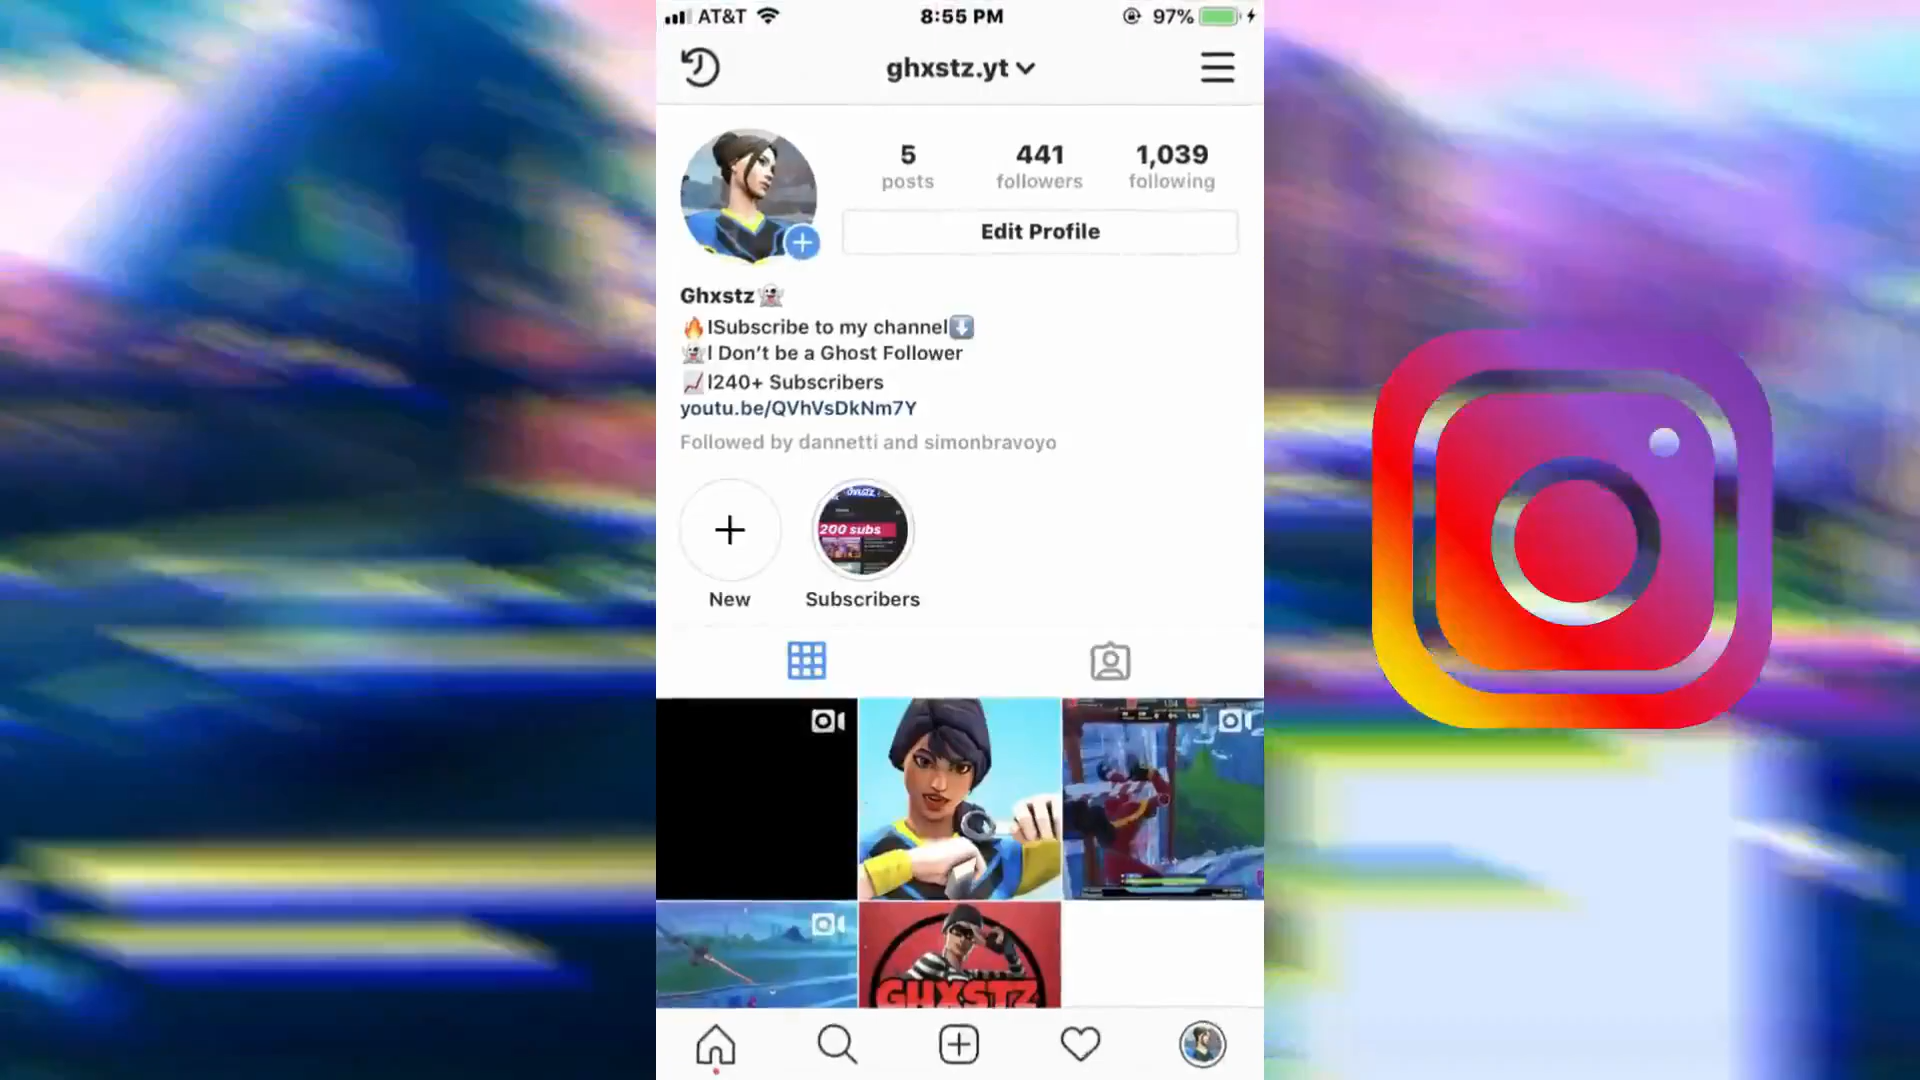 AT&T 8:55 PM 97%
ghxstz.yt
5 441 1,039
posts followers following
Edit Profile
Ghxstz👻
🔥|Subscribe to my channel⬇️
👻| Don't be a Ghost Follower
📈|240+ Subscribers
youtu.be/QVhVsDkNm7Y
Followed by dannetti and simonbravoyo
200 subs
New Subscribers
GHXSTZ